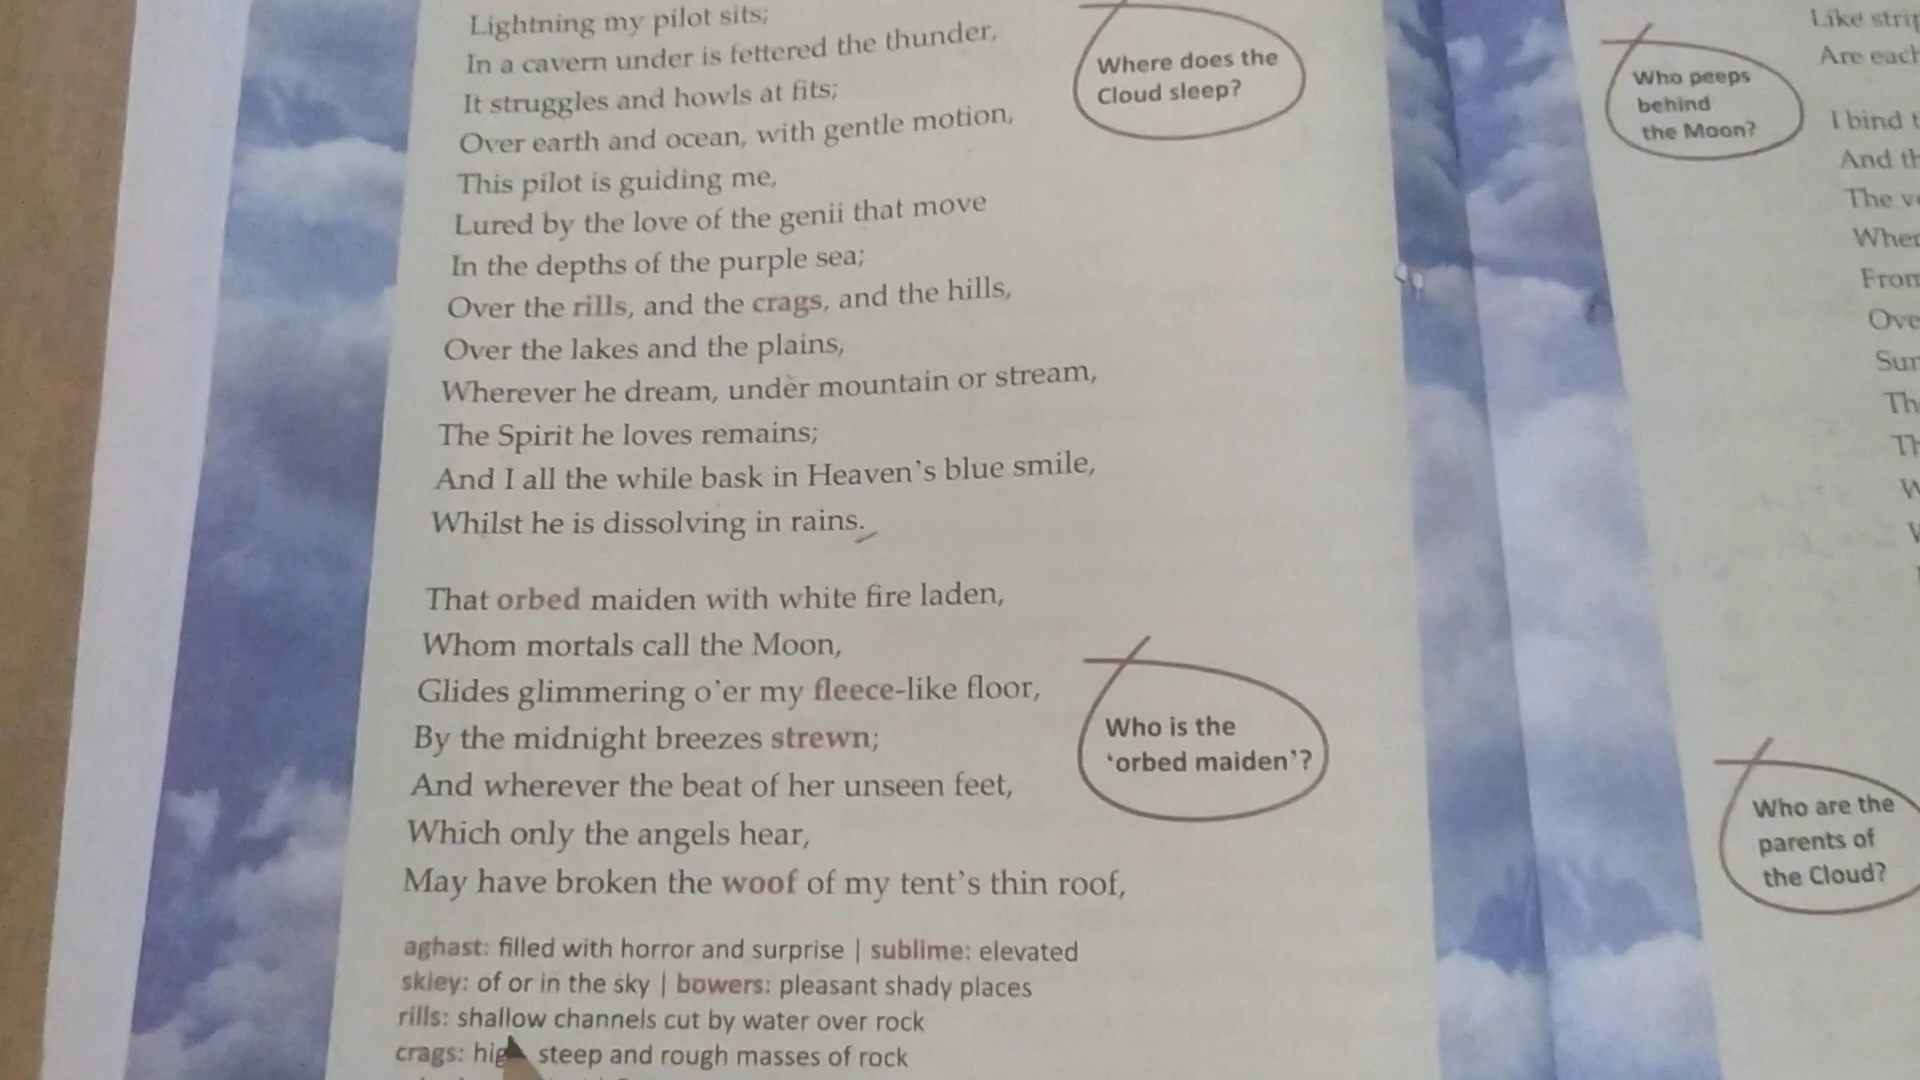 Lightning my pilot sits;
In a cavern under is fettered the thunder,
It struggles and howls at fits;
Over earth and ocean, with gentle motion,
This pilot is guiding me,
Lured by the love of the genii that move
In the depths of the purple sea;
Over the rills, and the crags, and the hills,
Over the lakes and the plains,
Wherever he dream, under mountain or stream,
The Spirit he loves remains;
And I all the while bask in Heaven's blue smile,
Whilst he is dissolving in rains.
Where does the
Cloud sleep?
That orbed maiden with white fire laden,
Whom mortals call the Moon,
Glides glimmering o'er my fleece-like floor,
By the midnight breezes strewn;
And wherever the beat of her unseen feet,
Which only the angels hear,
May have broken the woof of my tent's thin roof,
Who is the
'orbed maiden'?
aghast: filled with horror and surprise | sublime: elevated
skiey: of or in the sky | bowers: pleasant shady places
rills: shallow channels cut by water over rock
crags: steep and rough masses of rock
Who peeps
behind
the Moon?
Like
Are
I bind
And
The
From
Who are the
parents of
the Cloud?